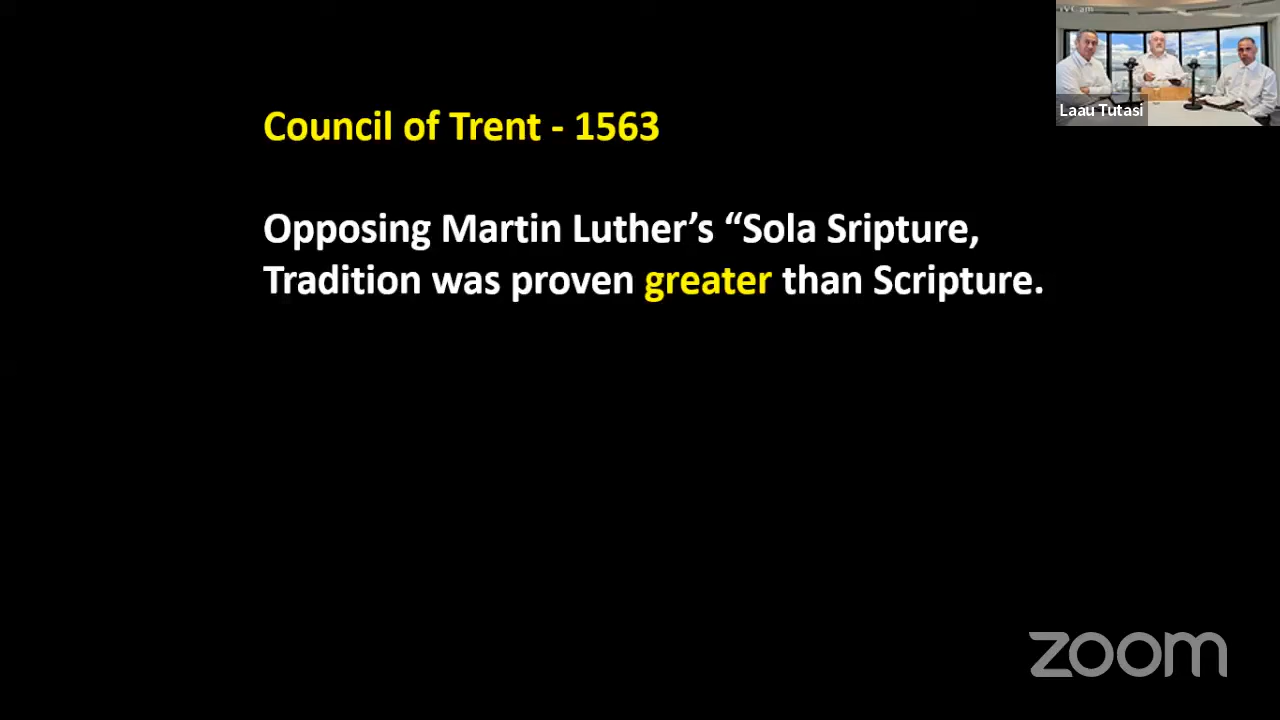 Laau Tutasi
Council of Trent - 1563
Opposing Martin Luther’s “Sola Sripture,
Tradition was proven greater than Scripture.
zoom